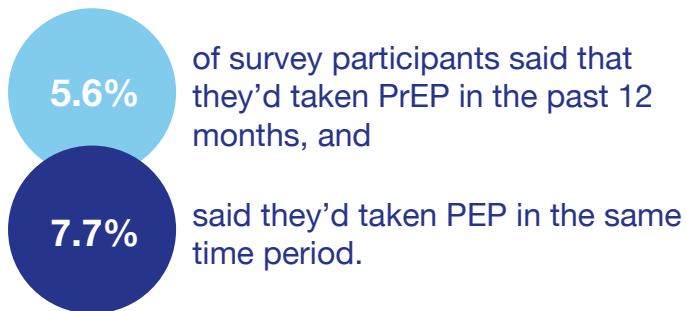 5.6%
of survey participants said that
they'd taken PrEP in the past 12
months, and
7.7%
said they'd taken PEP in the same
time period.